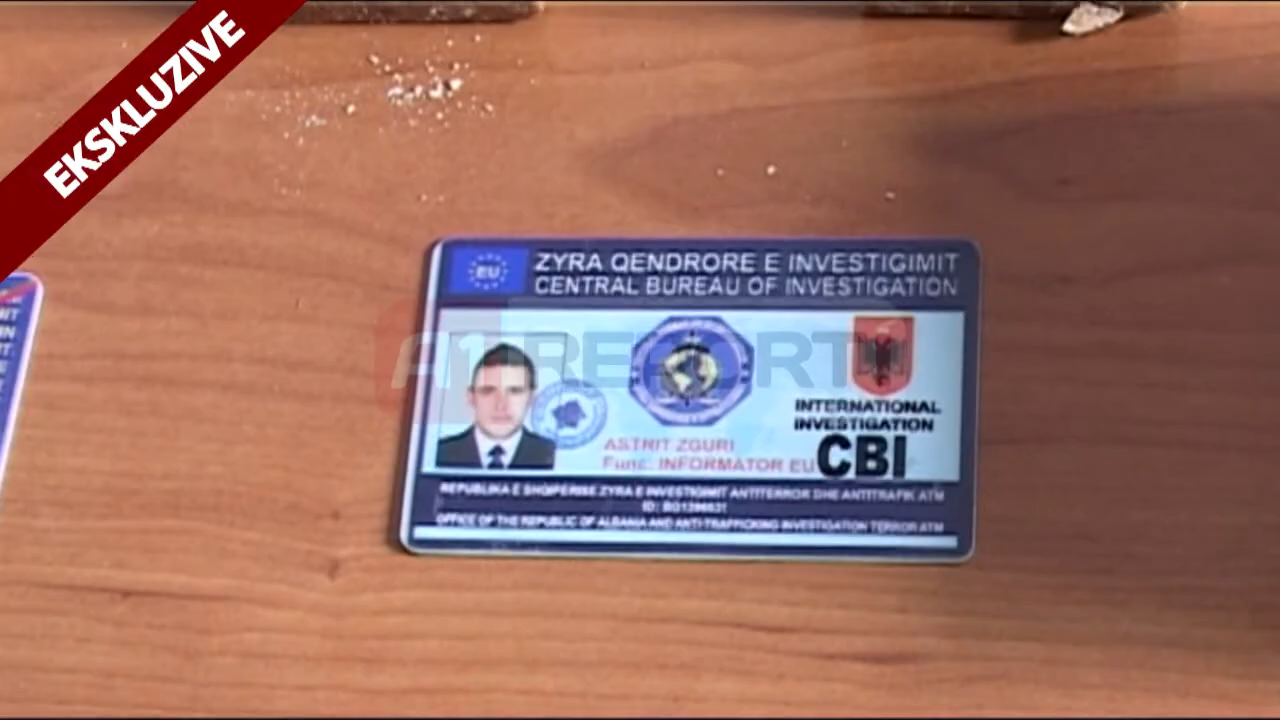 EKSKLUZIVE
EU
ZYRA QENDRORE E INVESTIGIMIT
CENTRAL BUREAU OF INVESTIGATION
A1 REPORT
INTERNATIONAL
INVESTIGATION
CBI
ASTRIT ZGURI
Func. INFORMATOR EU
REPUBLIKA E SHQIPERISE ZYRA E INVESTIGIMIT ANTITERROR DHE ANTITRAFIK ATM
ID:
OFFICE OF THE REPUBLIC OF ALBANIA AND ANTI-TRAFFICKING INVESTIGATION TERROR ATM